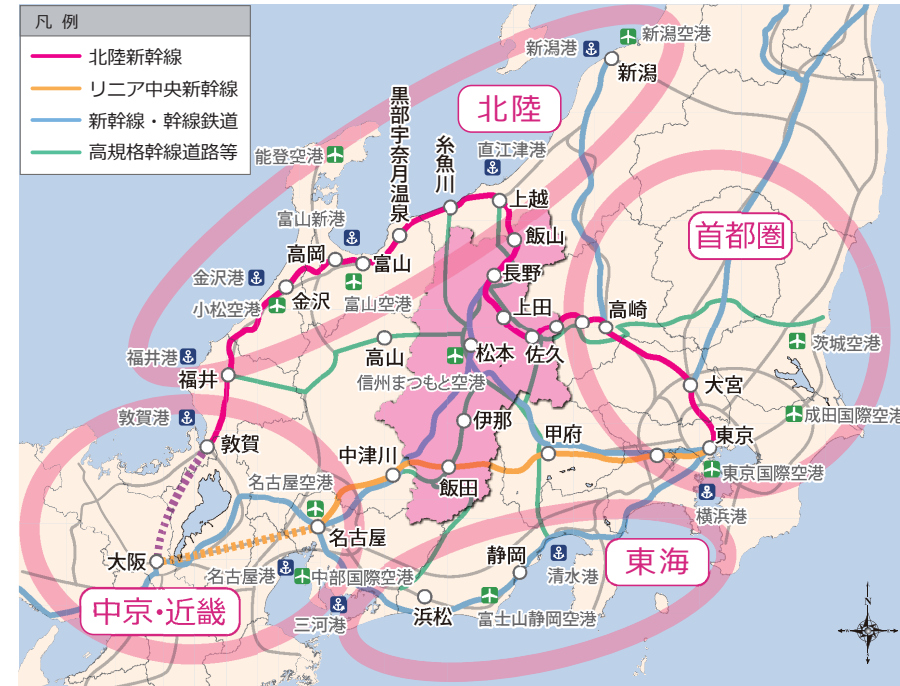 凡 例
北陸新幹線
リニア中央新幹線
新幹線・幹線鉄道
高規格幹線道路等
新潟港
新潟空港
新潟
北陸
黒部宇奈月温泉
糸魚川
直江津港
能登空港
上越
富山新港
飯山
首都圏
高岡
富山
長野
金沢港
金沢
小松空港
富山空港
上田
高崎
茨城空港
福井港
高山
松本
佐久
福井
信州まつもと空港
大宮
敦賀港
伊那
成田国際空港
敦賀
甲府
東京
中津川
名古屋空港
飯田
東京国際空港
横浜港
名古屋
大阪
静岡
東海
名古屋港
中部国際空港
清水港
中京・近畿
三河港
浜松
富士山静岡空港
N